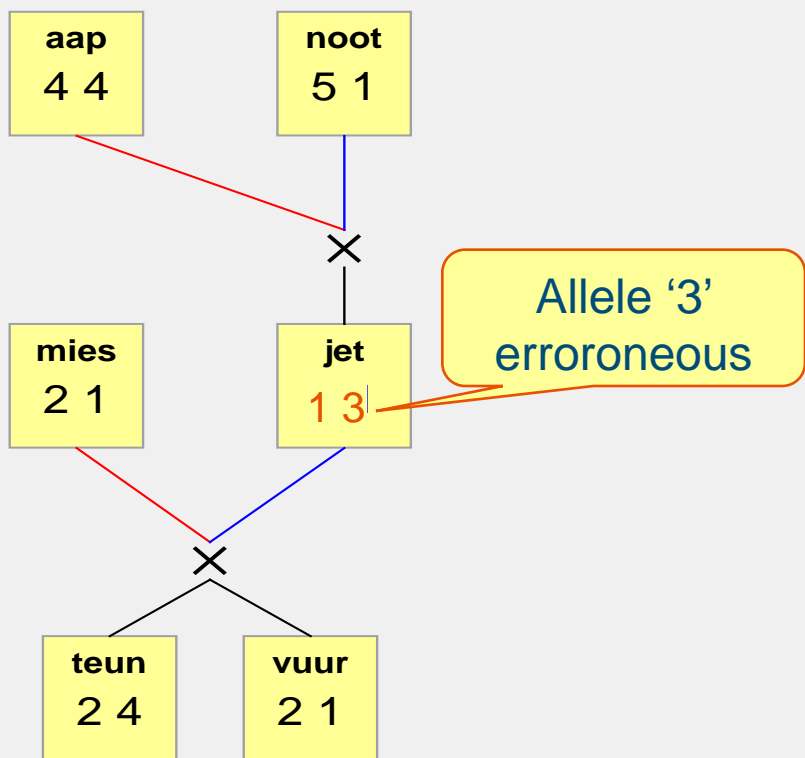 aap
4 4
noot
5 1
Allele ‘3’
erroroneous
mies
2 1
jet
1 3
teun
2 4
vuur
2 1